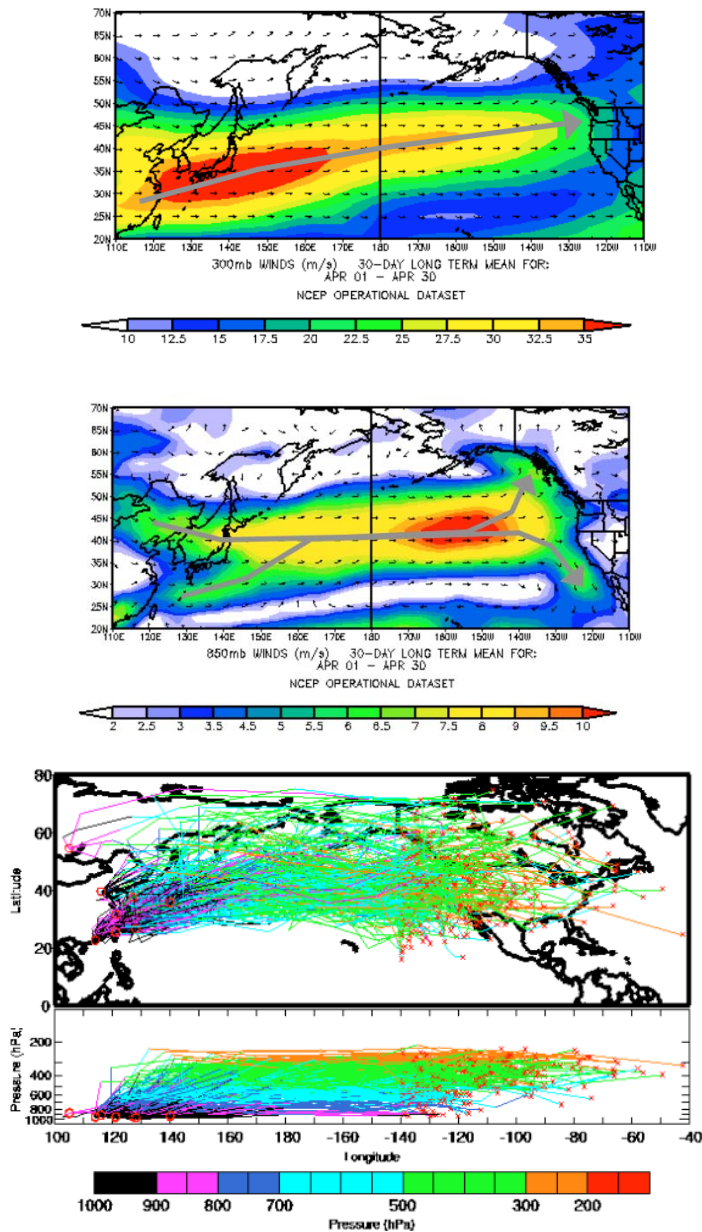 70N
65N
60N
55N
50N
45N
40N
35N
30N
25N
20N
110E 120E 130E 140E 150E 160E 170E 180 170W 160W 150W 140W 130W 120W 110W
300mb WINDS (m/s) 30-DAY LONG TERM MEAN FOR:
APR 01 - APR 30
NCEP OPERATIONAL DATASET
10 12.5 15 17.5 20 22.5 25 27.5 30 32.5 35
70N
65N
60N
55N
50N
45N
40N
35N
30N
25N
20N
110E 120E 130E 140E 150E 160E 170E 180 170W 160W 150W 140W 130W 120W 110W
850mb WINDS (m/s) 30-DAY LONG TERM MEAN FOR:
APR 01 - APR 30
NCEP OPERATIONAL DATASET
2 2.5 3 3.5 4.5 5 5.5 6 6.5 7 7.5 8 8.5 9 9.5 10
80
60
40
20
0
Latitude
200
400
600
800
1000
Pressure (hPa)
100 120 140 160 180 -160 -140 -120 -100 -80 -60 -40
Longitude
1000 900 800 700 500 300 200
Pressure (hPa)